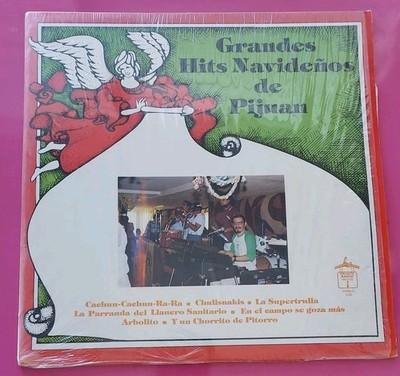 Grandes
Hits Navideños
de
Pijuan
Cachun-Cachun-Ra-Ra • Chulisnakis • La Supertrulla
La Parranda del Llanero Sanitario • En el campo se goza más
Arbolito • Y un Chorrito de Pitorro